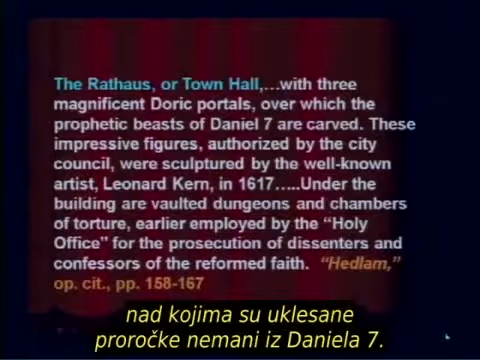 The Rathaus, or Town Hall,…with three
magnificent Doric portals, over which the
prophetic beasts of Daniel 7 are carved. These
impressive figures, authorized by the city
council, were sculptured by the well-known
artist, Leonard Kern, in 1617…..Under the
building are vaulted dungeons and chambers
of torture, earlier employed by the “Holy
Office” for the prosecution of dissenters and
confessors of the reformed faith. “Hedlam,”
op. cit., pp. 158-167
nad kojima su uklesane
proročke nemani iz Daniela 7.